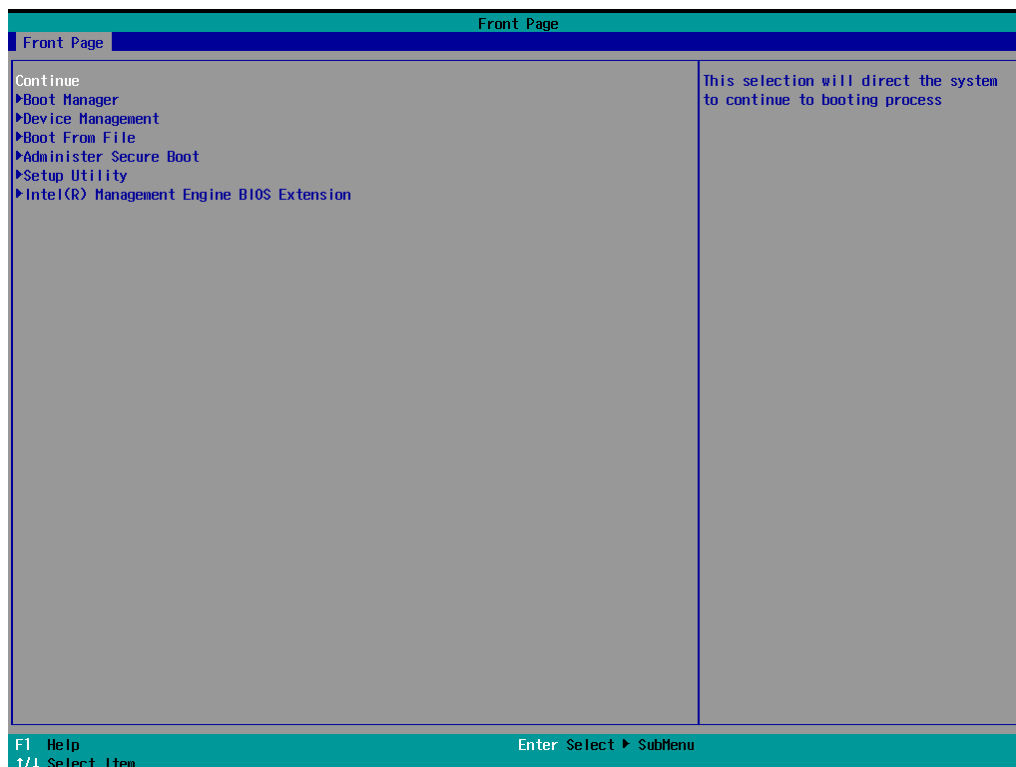 Front Page
Front Page
Continue
Boot Manager
Device Management
Boot From File
Administer Secure Boot
Setup Utility
Intel(R) Management Engine BIOS Extension
This selection will direct the system
to continue to booting process
F1 Help
Enter Select ▶ SubMenu
↑/↓ Select Item